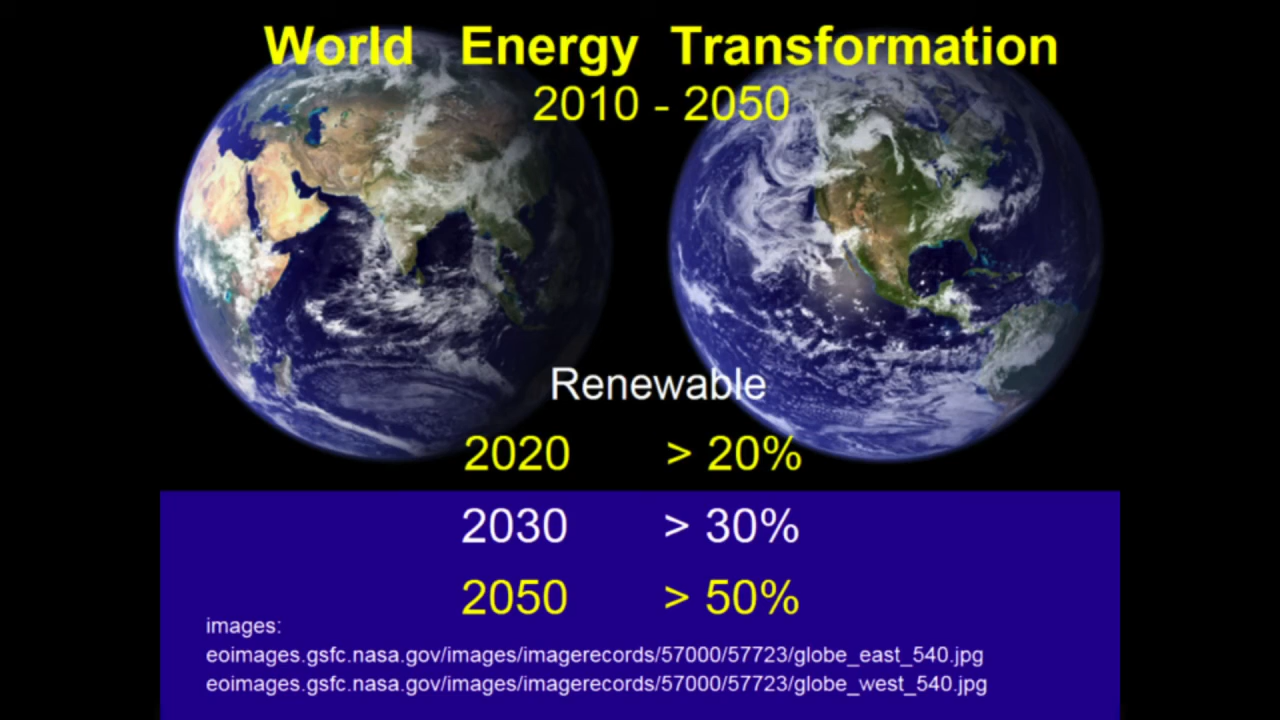 World Energy Transformation
2010 - 2050
Renewable
2020 > 20%
2030 > 30%
2050 > 50%
images:
eoimages.gsfc.nasa.gov/images/imagerecords/57000/57723/globe_east_540.jpg
eoimages.gsfc.nasa.gov/images/imagerecords/57000/57723/globe_west_540.jpg